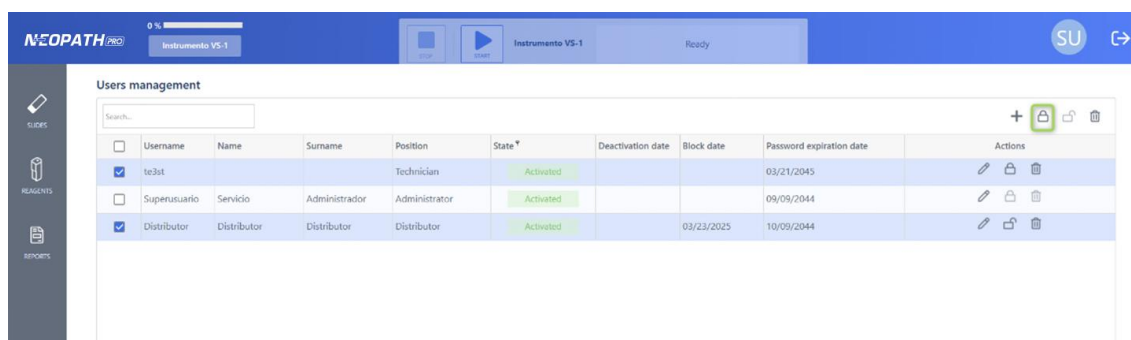 0 %
NEOPATH PRO
Instrumento VS-1
STOP
START
Instrumento VS-1
Ready
SU
Users management
SLIDES
REAGENTS
REPORTS
Search...
Username Name Surname Position State Deactivation date Block date Password expiration date Actions
te3st Technician Activated 03/21/2045
Superusuario Servicio Administrador Administrator Activated 09/09/2044
Distributor Distributor Distributor Distributor Activated 03/23/2025 10/09/2044